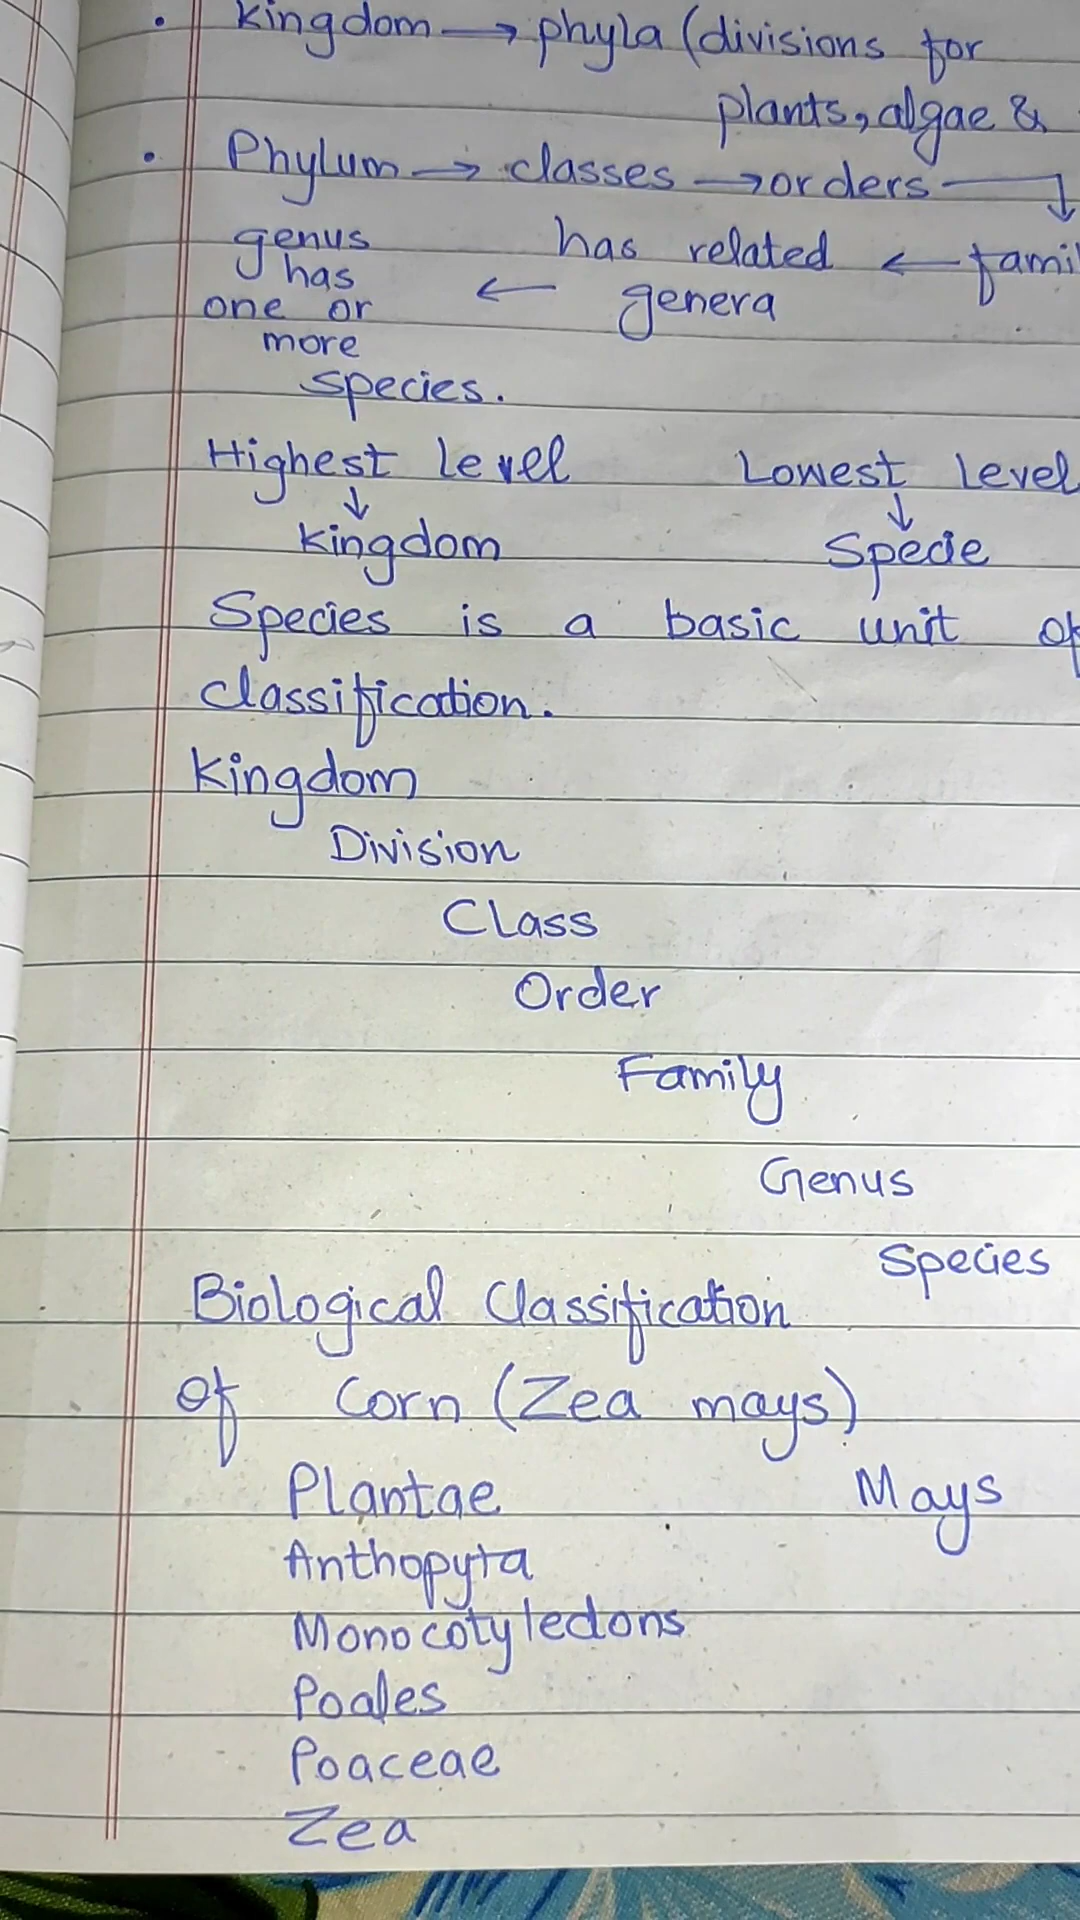 • Kingdom → phyla (divisions for
plants, algae &
• Phylum → classes → orders ↓
genus has related ← famil
has ← genera
one or
more
species.
Highest level Lowest Level
↓ ↓
Kingdom Specie
Species is a basic unit of
classification.
Kingdom
Division
Class
Order
Family
Genus
Species
Biological Classification
of Corn (Zea mays)
Plantae Mays
Anthopyta
Monocotyledons
Poales
Poaceae
Zea